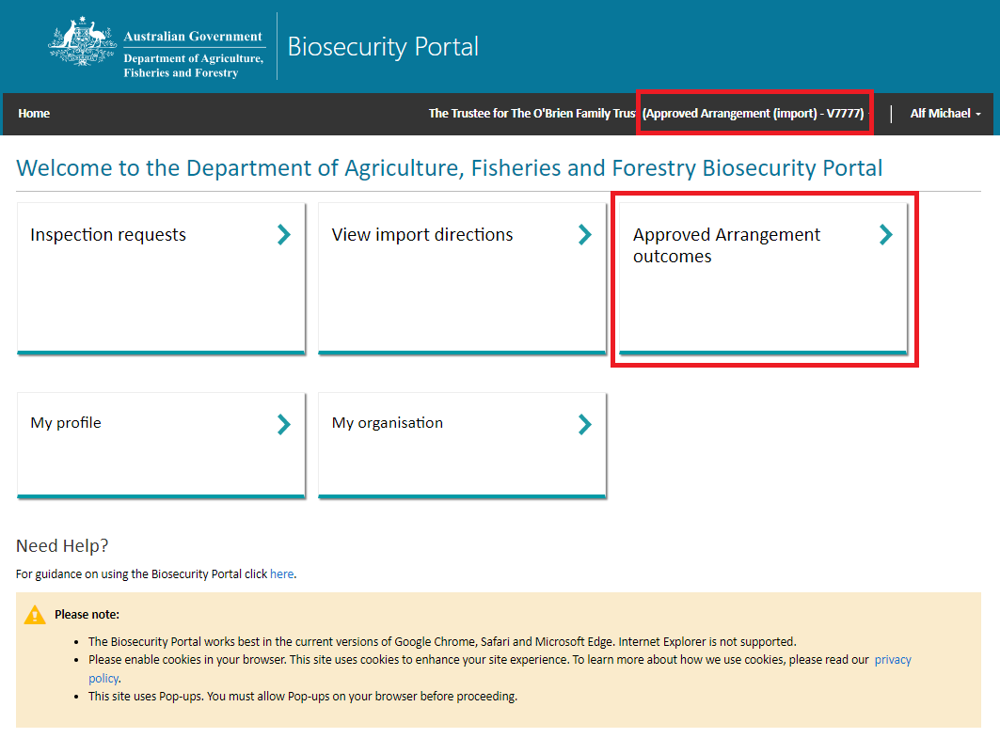 Australian Government
Department of Agriculture,
Fisheries and Forestry
Biosecurity Portal
Home
The Trustee for The O'Brien Family Trust (Approved Arrangement (import) - V7777)
Alf Michael
Welcome to the Department of Agriculture, Fisheries and Forestry Biosecurity Portal
Inspection requests
View import directions
Approved Arrangement
outcomes
My profile
My organisation
Need Help?
For guidance on using the Biosecurity Portal click here.
Please note:
• The Biosecurity Portal works best in the current versions of Google Chrome, Safari and Microsoft Edge. Internet Explorer is not supported.
• Please enable cookies in your browser. This site uses cookies to enhance your site experience. To learn more about how we use cookies, please read our privacy
policy.
• This site uses Pop-ups. You must allow Pop-ups on your browser before proceeding.